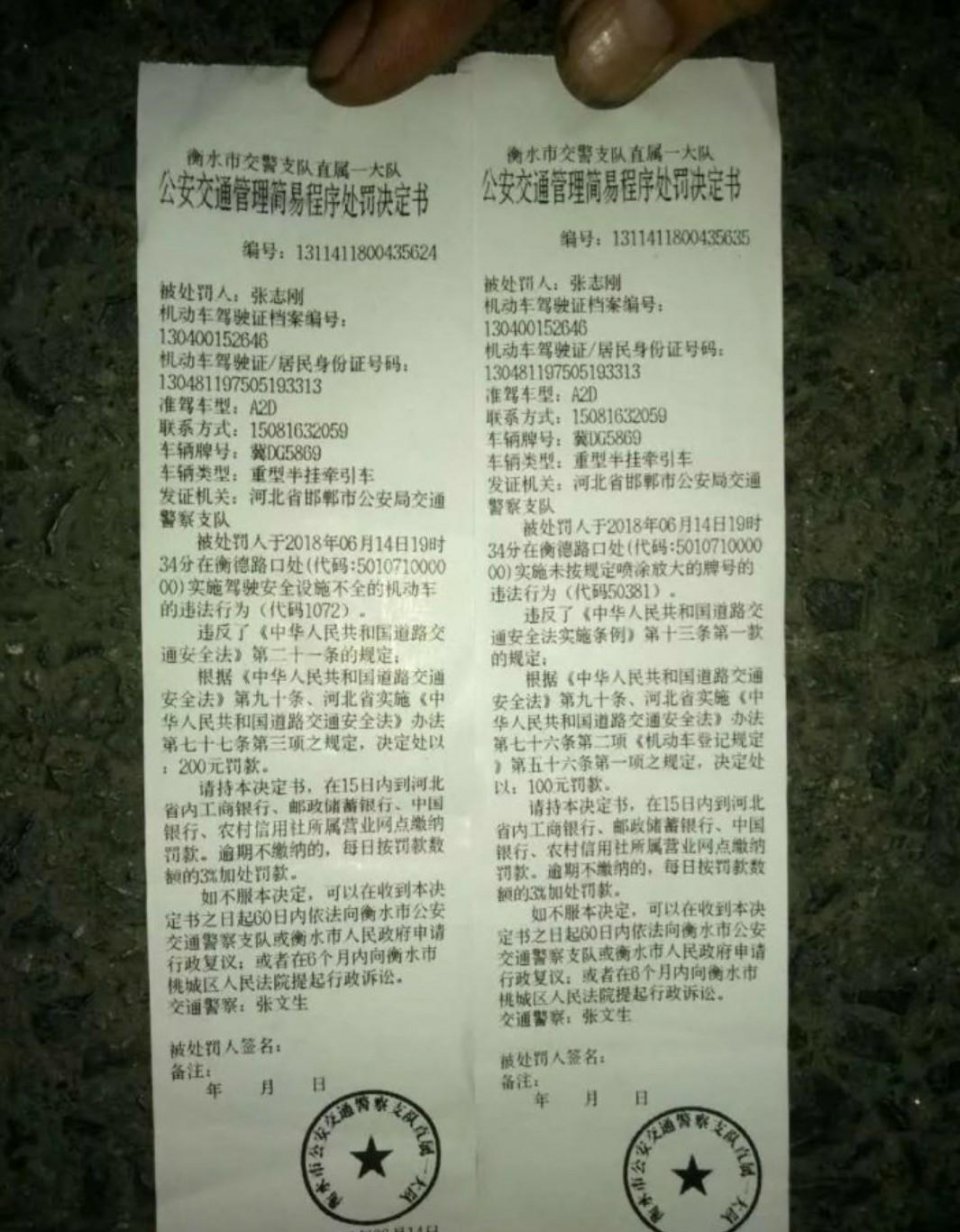 衡水市交警支队直属一大队
公安交通管理简易程序处罚决定书
编号：1311411800435624
被处罚人：张志刚
机动车驾驶证档案编号：
130400152646
机动车驾驶证/居民身份证号码：
130481197505193313
准驾车型：A2D
联系方式：15081632059
车辆牌号：冀DG5869
车辆类型：重型半挂牵引车
发证机关：河北省邯郸市公安局交通
警察支队
被处罚人于2018年06月14日19时
34分在衡德路口处(代码:5010710000
00)实施驾驶安全设施不全的机动车
的违法行为（代码1072）。
违反了《中华人民共和国道路交
通安全法》第二十一条的规定；
根据《中华人民共和国道路交通
安全法》第九十条、河北省实施《中
华人民共和国道路交通安全法》办法
第七十七条第三项之规定，决定处以
：200元罚款。
请持本决定书，在15日内到河北
省内工商银行、邮政储蓄银行、中国
银行、农村信用社所属营业网点缴纳
罚款。逾期不缴纳的，每日按罚款数
额的3%加处罚款。
如不服本决定，可以在收到本决
定书之日起60日内依法向衡水市公安
交通警察支队或衡水市人民政府申请
行政复议；或者在6个月内向衡水市
桃城区人民法院提起行政诉讼。
交通警察：张文生
被处罚人签名：
备注：
年 月 日
衡水市公安交通警察支队直属一大队
衡水市交警支队直属一大队
公安交通管理简易程序处罚决定书
编号：1311411800435635
被处罚人：张志刚
机动车驾驶证档案编号：
130400152646
机动车驾驶证/居民身份证号码：
130481197505193313
准驾车型：A2D
联系方式：15081632059
车辆牌号：冀DG5869
车辆类型：重型半挂牵引车
发证机关：河北省邯郸市公安局交通
警察支队
被处罚人于2018年06月14日19时
34分在衡德路口处(代码:5010710000
00)实施未按规定喷涂放大的牌号的
违法行为（代码50381）。
违反了《中华人民共和国道路交
通安全法实施条例》第十三条第一款
的规定；
根据《中华人民共和国道路交通
安全法》第九十条、河北省实施《中
华人民共和国道路交通安全法》办法
第七十六条第二项《机动车登记规定
》第五十六条第一项之规定，决定处
以：100元罚款。
请持本决定书，在15日内到河北
省内工商银行、邮政储蓄银行、中国
银行、农村信用社所属营业网点缴纳
罚款。逾期不缴纳的，每日按罚款数
额的3%加处罚款。
如不服本决定，可以在收到本决
定书之日起60日内依法向衡水市公安
交通警察支队或衡水市人民政府申请
行政复议；或者在6个月内向衡水市
桃城区人民法院提起行政诉讼。
交通警察：张文生
被处罚人签名：
备注：
年 月 日
衡水市公安交通警察支队直属一大队